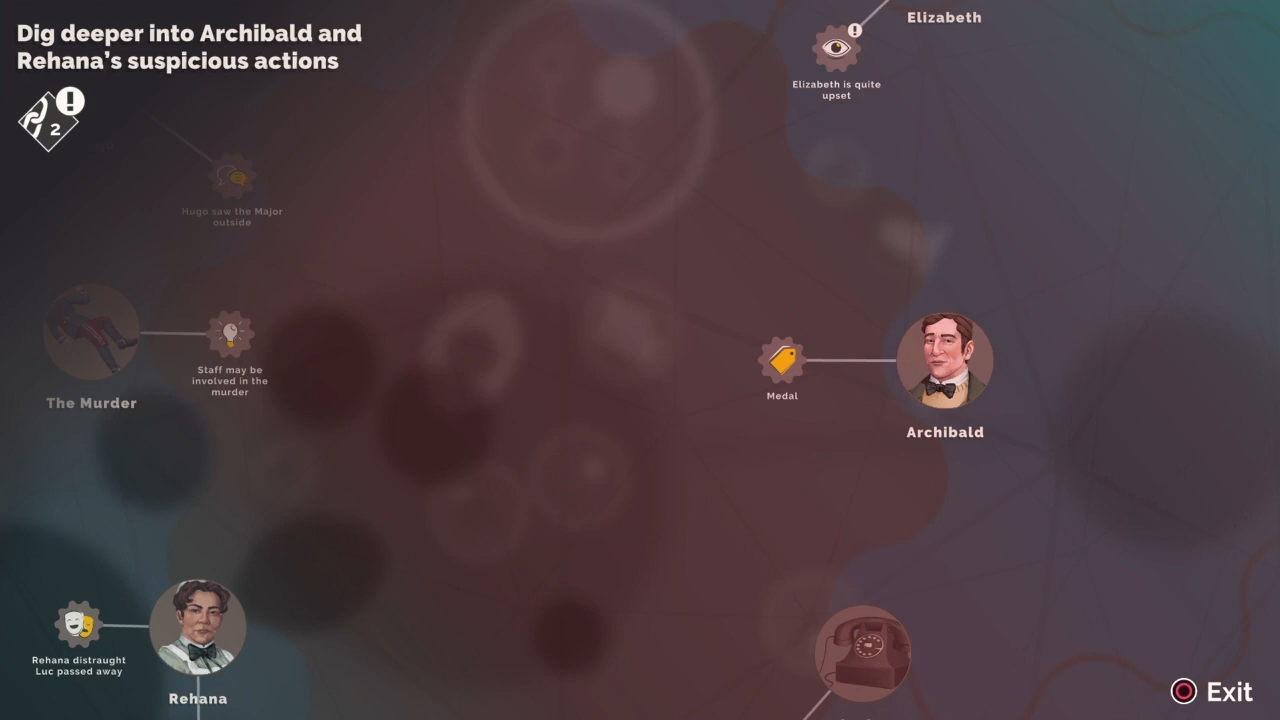 Dig deeper into Archibald and
Rehana's suspicious actions
2
Elizabeth
Elizabeth is quite
upset
Hugo saw the Major
outside
Staff may be
involved in the
murder
The Murder
Medal
Archibald
Rehana distraught
Luc passed away
Rehana
Exit